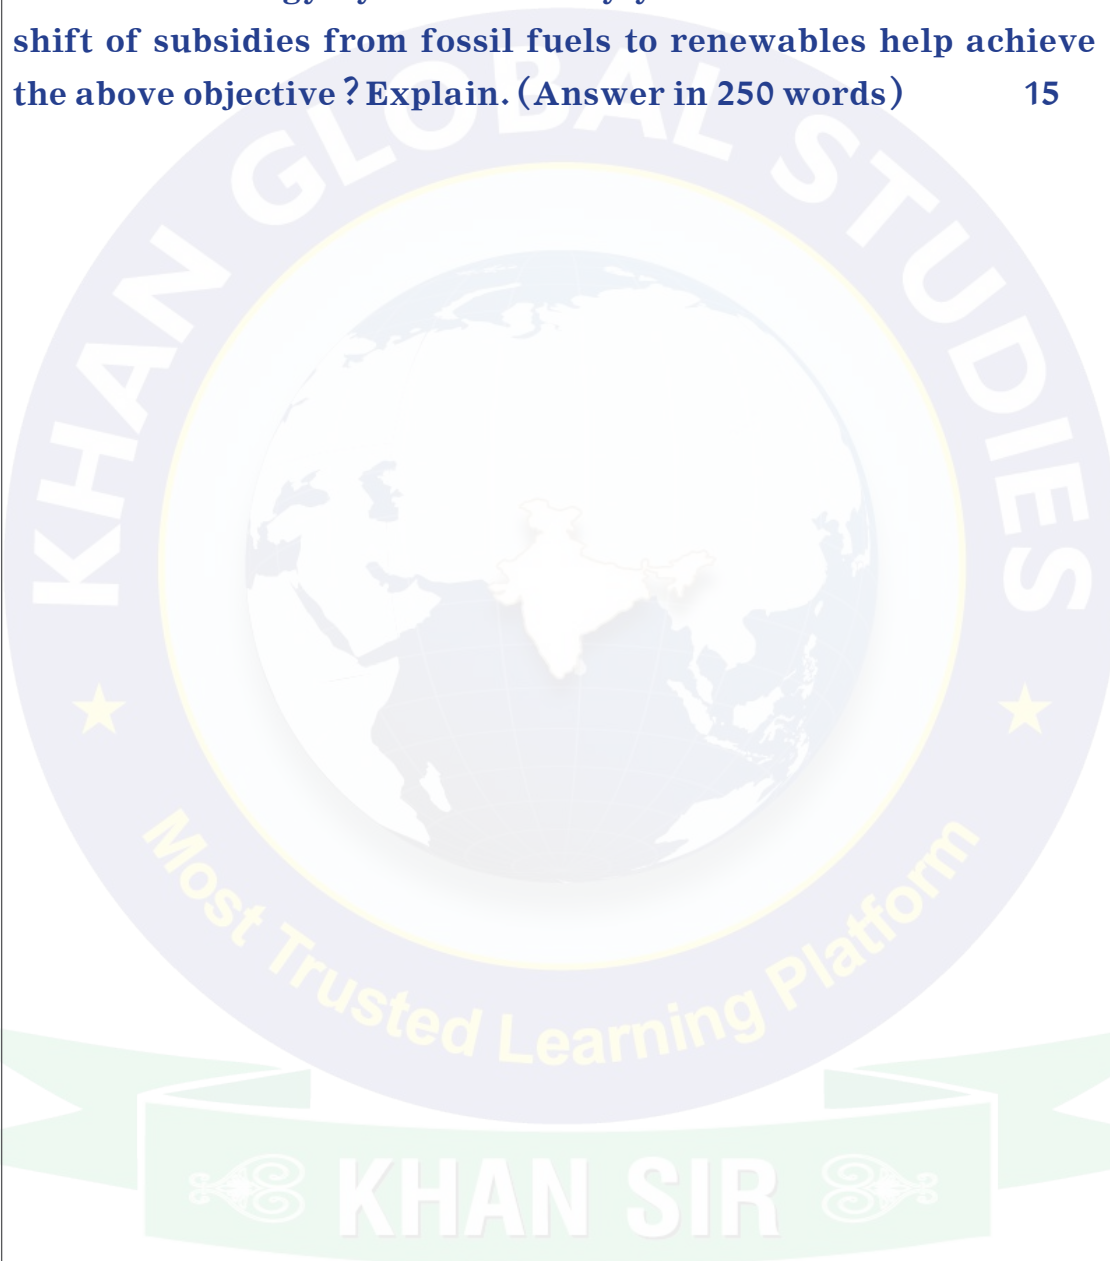 shift of subsidies from fossil fuels to renewables help achieve
the above objective ? Explain. (Answer in 250 words) 15
KHAN GLOBAL STUDIES
Most Trusted Learning Platform
KHAN SIR